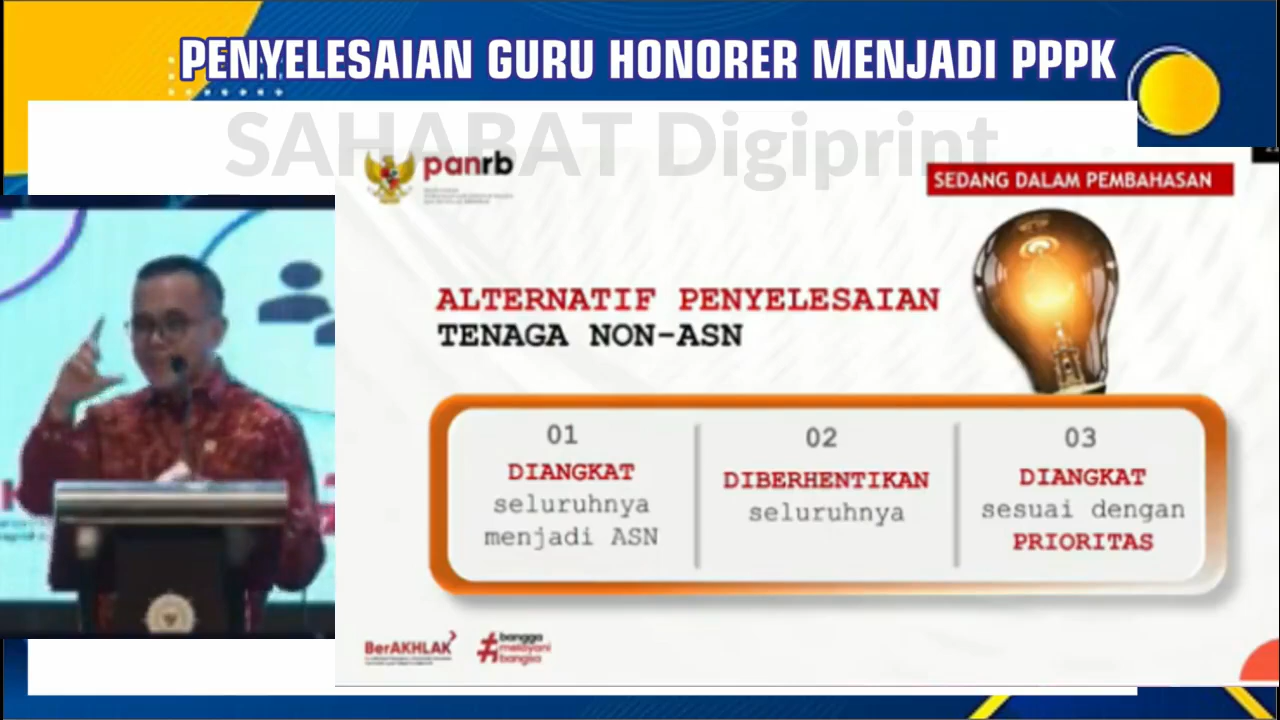 PENYELESAIAN GURU HONORER MENJADI PPPK
SAHABAT Digiprint
panrb
SEDANG DALAM PEMBAHASAN
ALTERNATIF PENYELESAIAN
TENAGA NON-ASN
01
DIANGKAT
seluruhnya
menjadi ASN
02
DIBERHENTIKAN
seluruhnya
03
DIANGKAT
sesuai dengan
PRIORITAS
BerAKHLAK
#bangga
melayani
bangsa